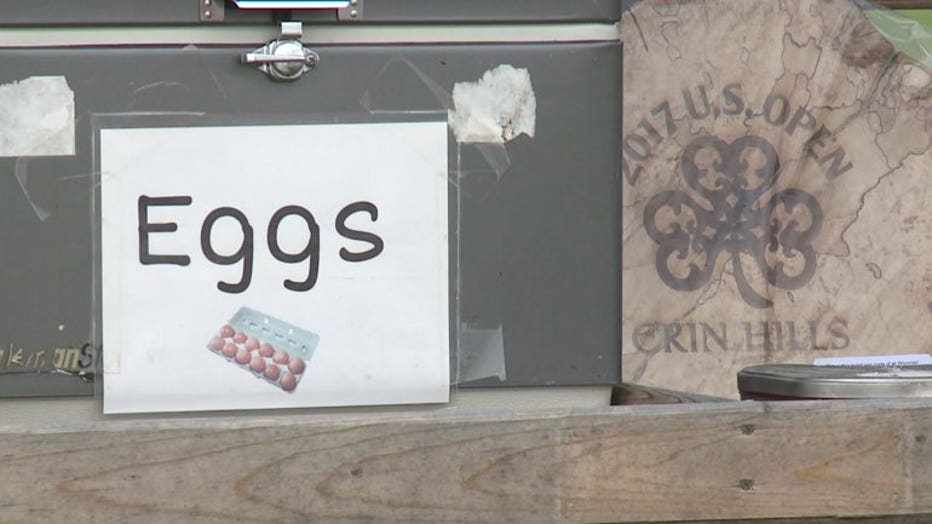 Eggs
2017 U.S. OPEN
ERIN HILLS